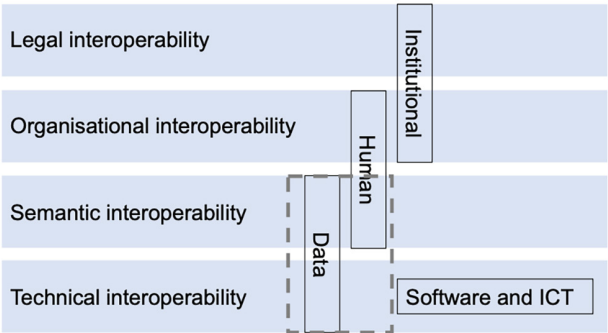 Legal interoperability
Institutional
Organisational interoperability
Human
Semantic interoperability
Data
Technical interoperability
Software and ICT